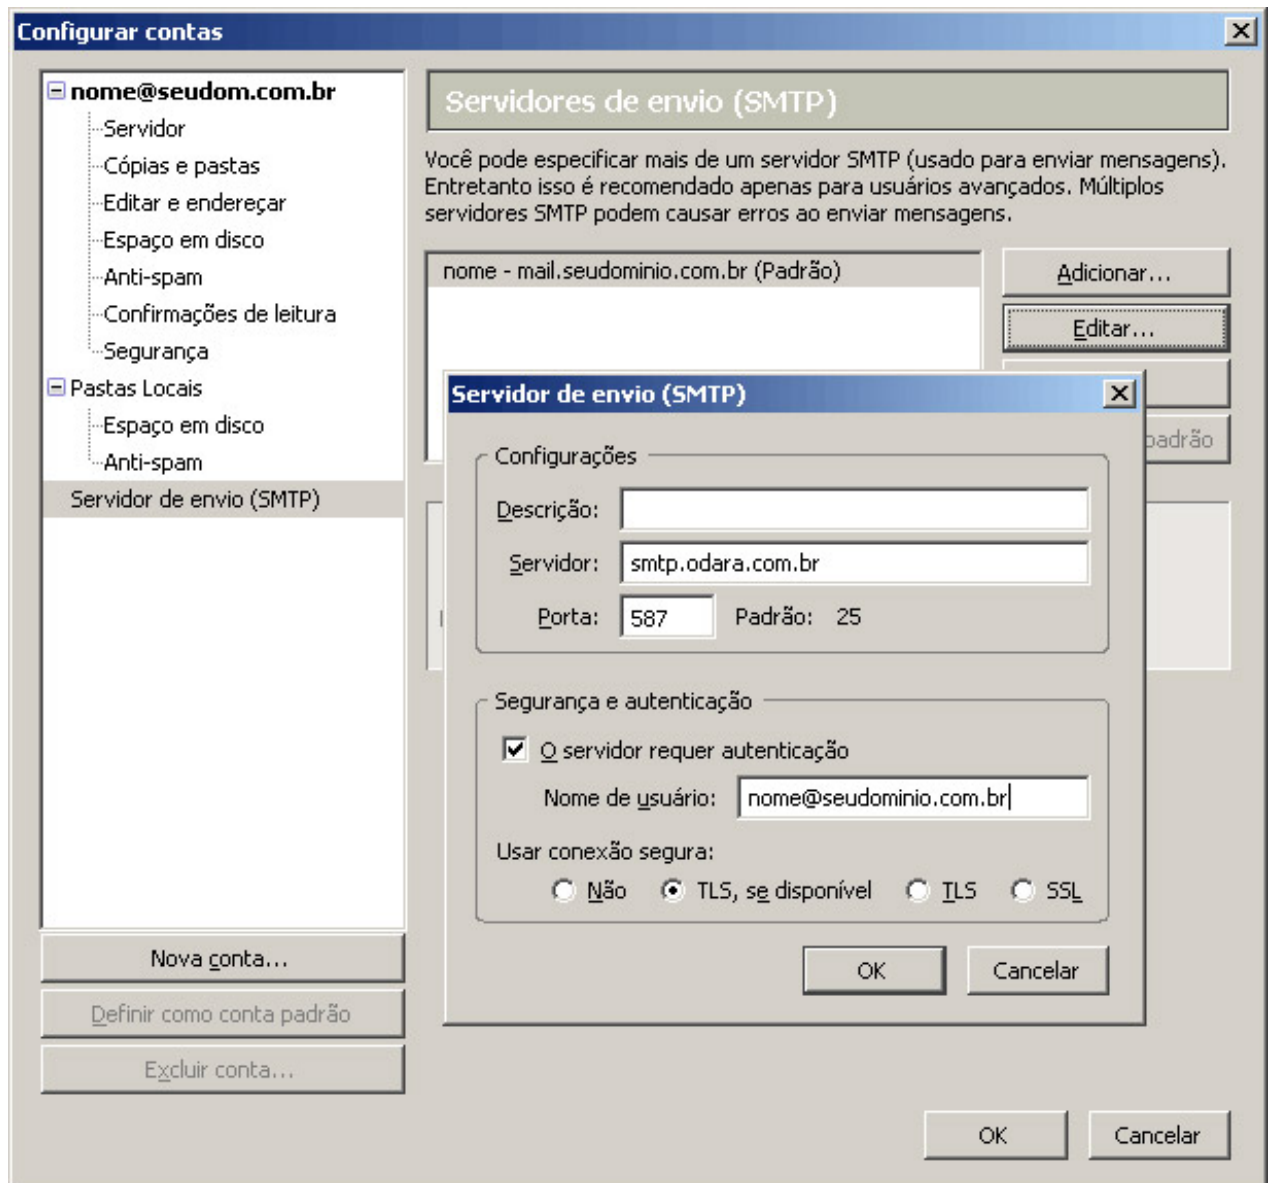 Configurar contas
nome@seudom.com.br
Servidor
Cópias e pastas
Editar e endereçar
Espaço em disco
Anti-spam
Confirmações de leitura
Segurança
Pastas Locais
Espaço em disco
Anti-spam
Servidor de envio (SMTP)
Nova conta...
Definir como conta padrão
Excluir conta...
Servidores de envio (SMTP)
Você pode especificar mais de um servidor SMTP (usado para enviar mensagens).
Entretanto isso é recomendado apenas para usuários avançados. Múltiplos
servidores SMTP podem causar erros ao enviar mensagens.
nome - mail.seudominio.com.br (Padrão)
Adicionar...
Editar...
padrão
Servidor de envio (SMTP)
Configurações
Descrição:
Servidor: smtp.odara.com.br
Porta: 587 Padrão: 25
Segurança e autenticação
O servidor requer autenticação
Nome de usuário: nome@seudominio.com.br
Usar conexão segura:
Não TLS, se disponível TLS SSL
OK Cancelar
OK Cancelar